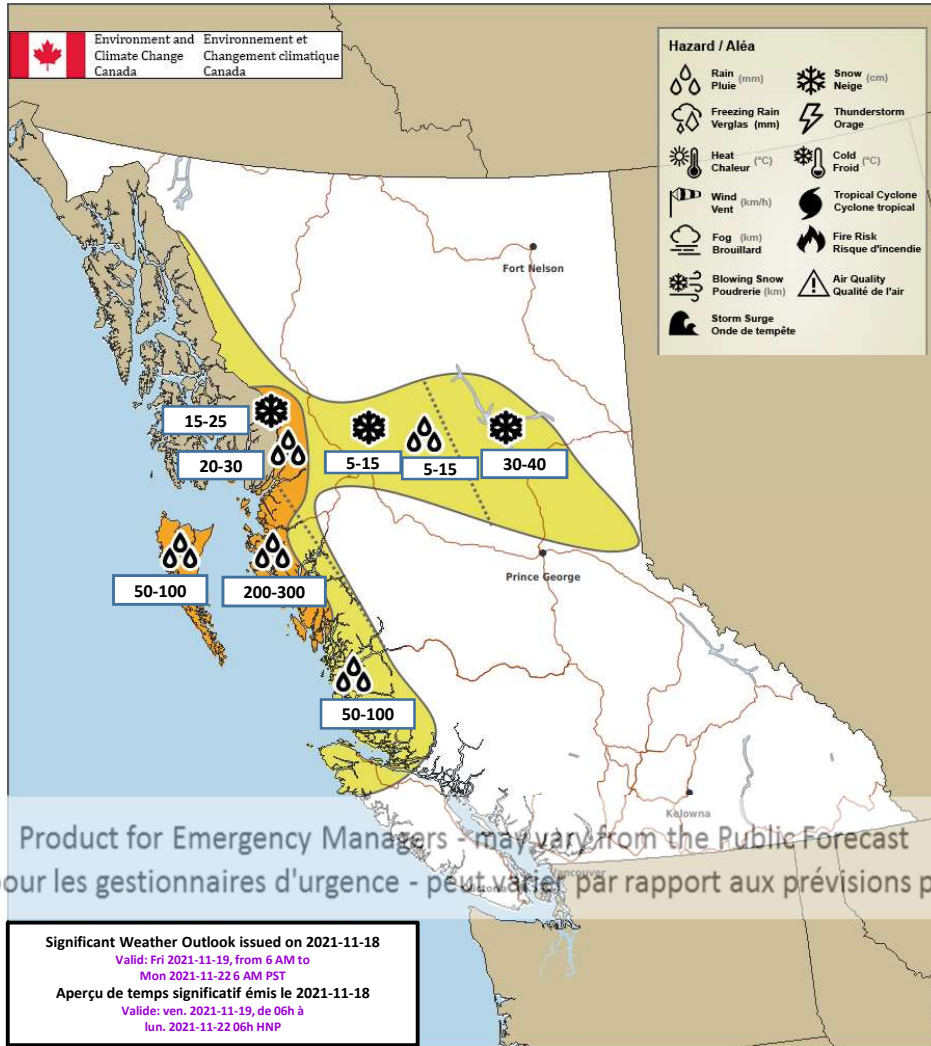 Environment and Environnement et
Climate Change Changement climatique
Canada Canada
Hazard / Aléa
Rain (mm)
Pluie
Snow (cm)
Neige
Freezing Rain
Verglas (mm)
Thunderstorm
Orage
Heat (°C)
Chaleur
Cold (°C)
Froid
Wind (km/h)
Vent
Tropical Cyclone
Cyclone tropical
Fog (km)
Brouillard
Fire Risk
Risque d'incendie
Blowing Snow
Poudrerie (km)
Air Quality
Qualité de l'air
Storm Surge
Onde de tempête
Fort Nelson
15-25
20-30
5-15
5-15
30-40
Prince George
50-100
200-300
50-100
Kelowna
Vancouver
Product for Emergency Managers - may vary from the Public Forecast
pour les gestionnaires d'urgence - peut varier par rapport aux prévisions p
Significant Weather Outlook issued on 2021-11-18
Valid: Fri 2021-11-19, from 6 AM to
Mon 2021-11-22 6 AM PST
Aperçu de temps significatif émis le 2021-11-18
Valide: ven. 2021-11-19, de 06h à
lun. 2021-11-22 06h HNP